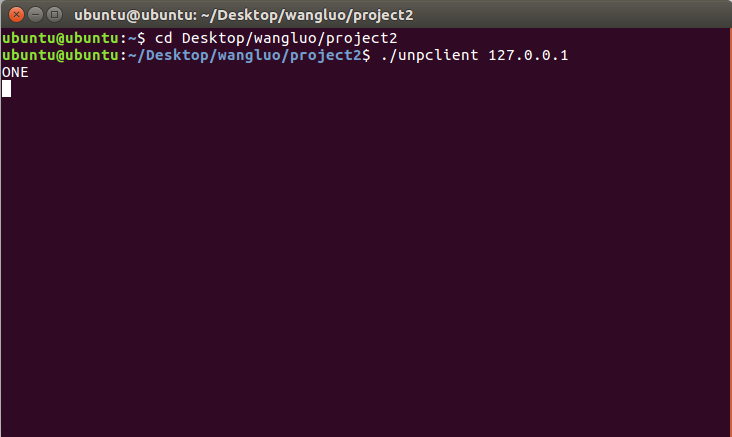 ubuntu@ubuntu: ~/Desktop/wangluo/project2
ubuntu@ubuntu:~$ cd Desktop/wangluo/project2
ubuntu@ubuntu:~/Desktop/wangluo/project2$ ./unpclient 127.0.0.1
ONE